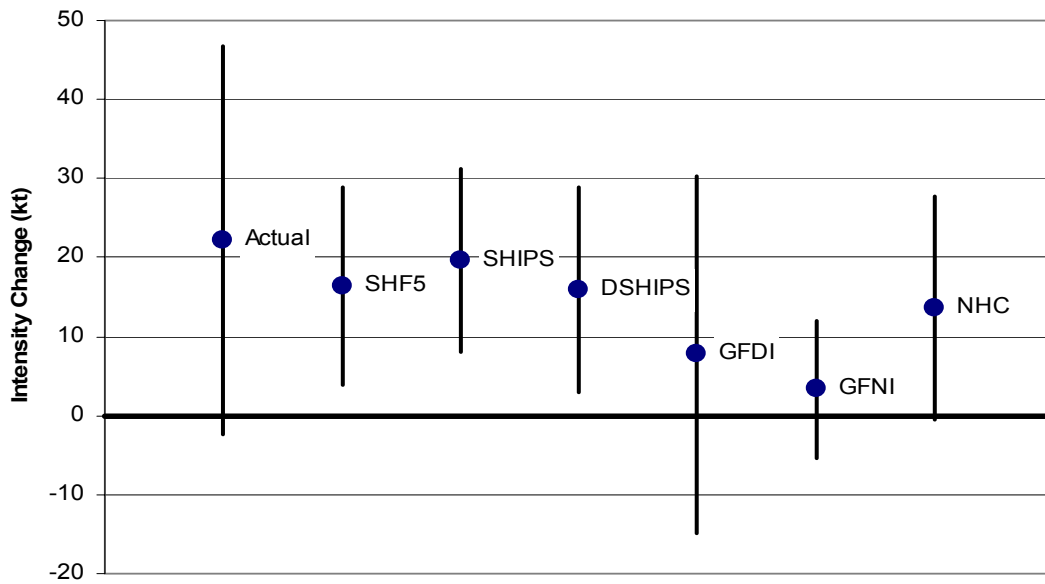 50
40
30
20
10
0
-10
-20
Intensity Change (kt)
Actual
SHF5
SHIPS
DSHIPS
GFDI
GFNI
NHC